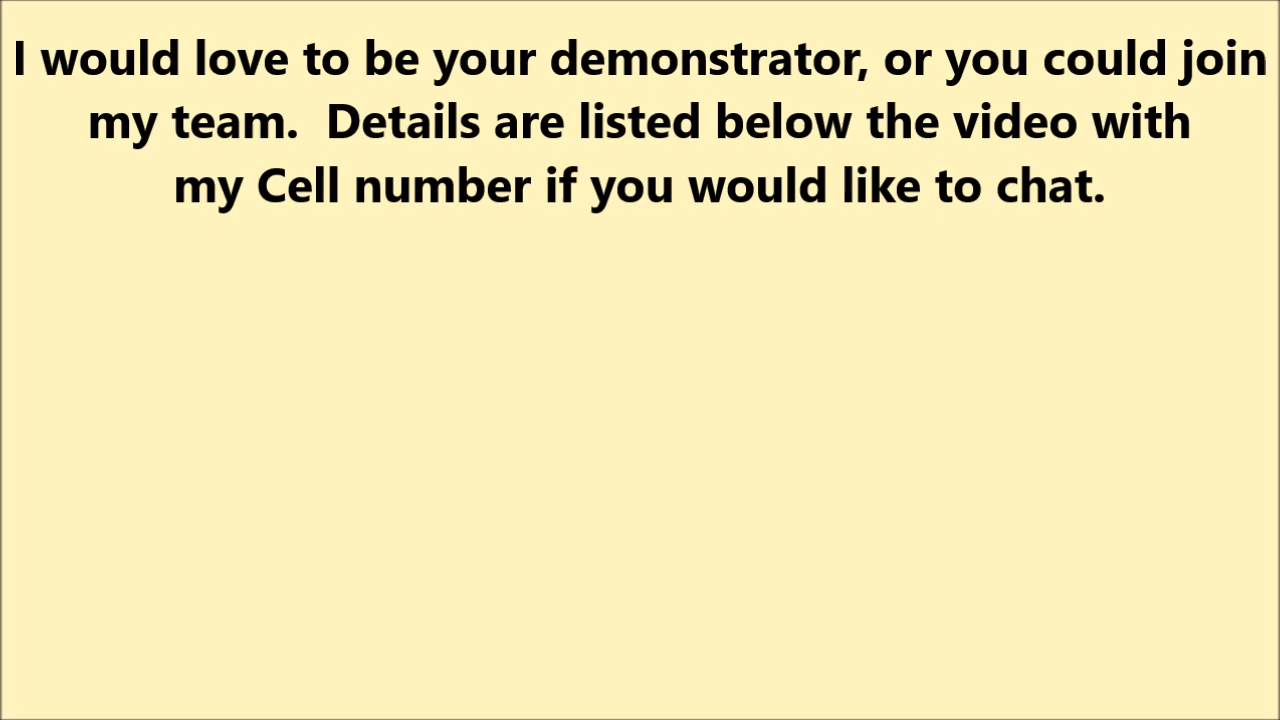 I would love to be your demonstrator, or you could join
my team.  Details are listed below the video with
my Cell number if you would like to chat.